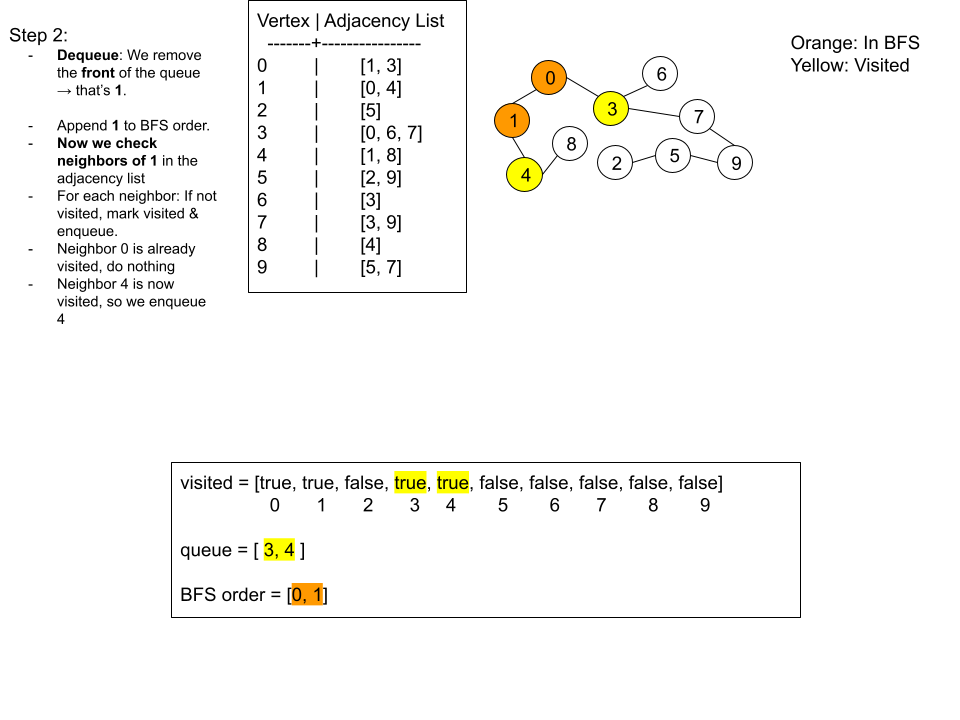 Step 2:
- Dequeue: We remove
the front of the queue
→ that's 1.
- Append 1 to BFS order.
- Now we check
neighbors of 1 in the
adjacency list
- For each neighbor: If not
visited, mark visited &
enqueue.
- Neighbor 0 is already
visited, do nothing
- Neighbor 4 is now
visited, so we enqueue
4
Vertex | Adjacency List
-------+----------------
0 | [1, 3]
1 | [0, 4]
2 | [5]
3 | [0, 6, 7]
4 | [1, 8]
5 | [2, 9]
6 | [3]
7 | [3, 9]
8 | [4]
9 | [5, 7]
0
6
3
1
7
8
2
5
9
4
Orange: In BFS
Yellow: Visited
visited = [true, true, false, true, true, false, false, false, false, false]
0 1 2 3 4 5 6 7 8 9
queue = [ 3, 4 ]
BFS order = [0, 1]